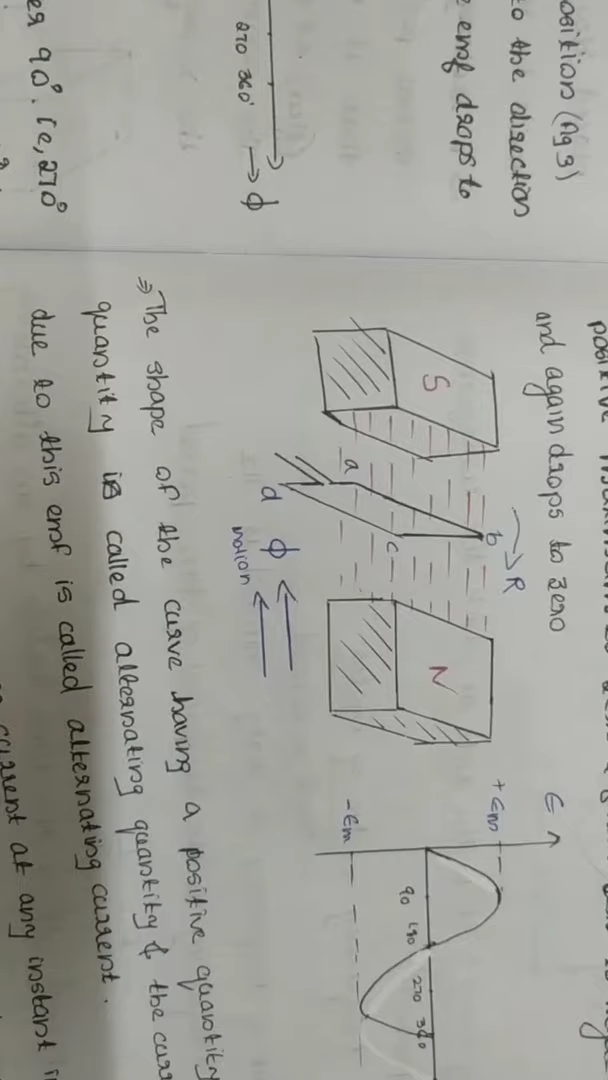 osition (fig 3)
to the direction
e emf drops to
270 360
→ ϕ
90°. ie, 270°
and again drops to zero
S
N
a
b
c
d
R
ϕ
motion
E
+Em
-Em
90 180 270 360
⇒ The shape of the curve having a positive quantity
quantity is called alternating quantity & the curr
due to this emf is called alternating current.
current at any instant i